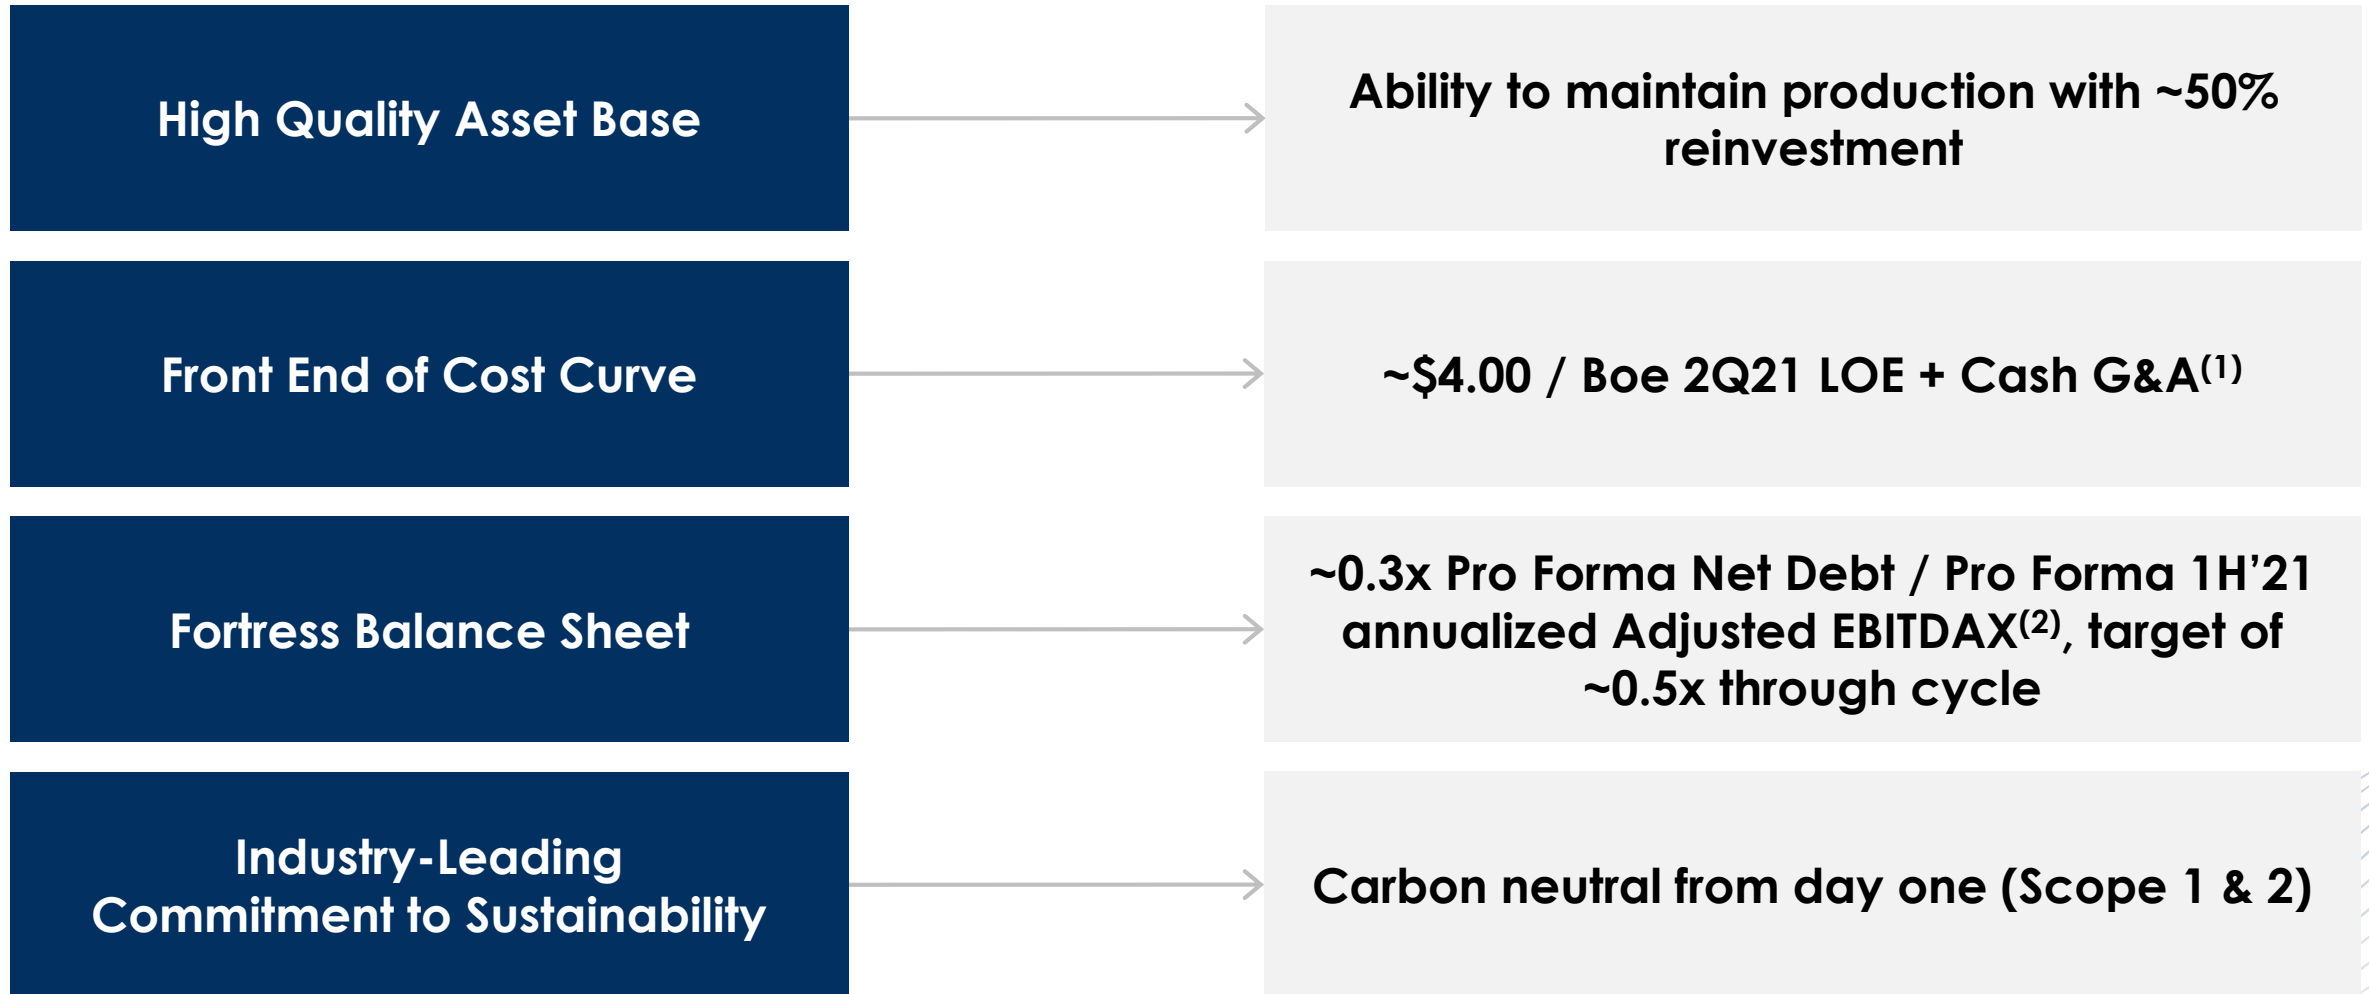 High Quality Asset Base
Ability to maintain production with ~50%
reinvestment
Front End of Cost Curve
~$4.00 / Boe 2Q21 LOE + Cash G&A(1)
Fortress Balance Sheet
~0.3x Pro Forma Net Debt / Pro Forma 1H’21
annualized Adjusted EBITDAX(2), target of
~0.5x through cycle
Industry-Leading
Commitment to Sustainability
Carbon neutral from day one (Scope 1 & 2)